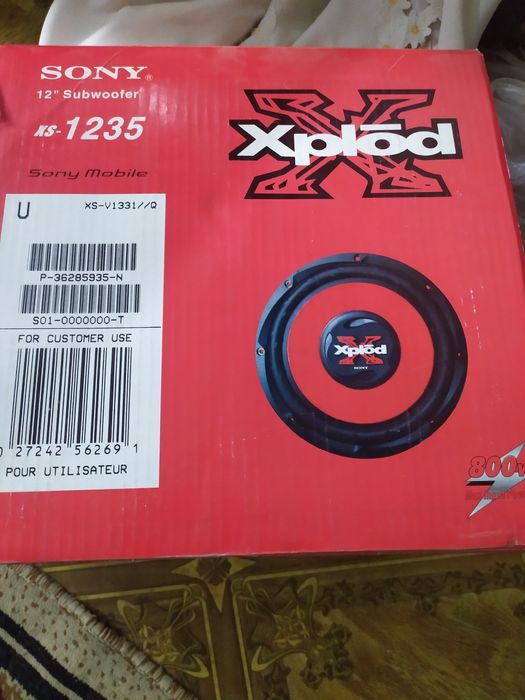 SONY®
12" Subwoofer
XS-1235
Sony Mobile
Xplōd
U XS-V1331//Q
P-36285935-N
S01-0000000-T
FOR CUSTOMER USE
0 27242 56269 1
POUR UTILISATEUR
Xplōd
SONY
800W